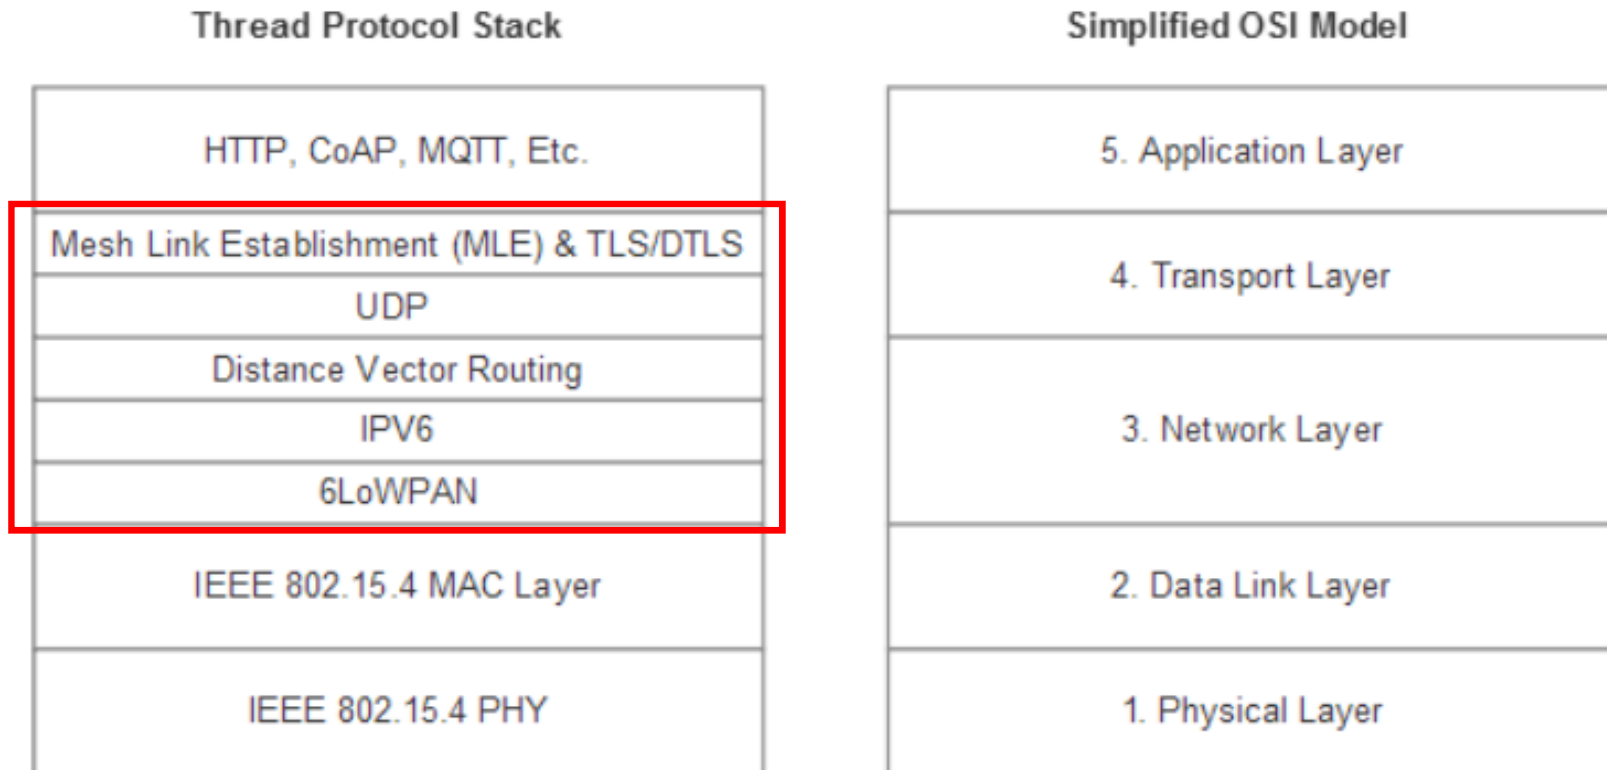 Thread Protocol Stack
HTTP, CoAP, MQTT, Etc.
Mesh Link Establishment (MLE) & TLS/DTLS
UDP
Distance Vector Routing
IPV6
6LoWPAN
IEEE 802.15.4 MAC Layer
IEEE 802.15.4 PHY
Simplified OSI Model
5. Application Layer
4. Transport Layer
3. Network Layer
2. Data Link Layer
1. Physical Layer